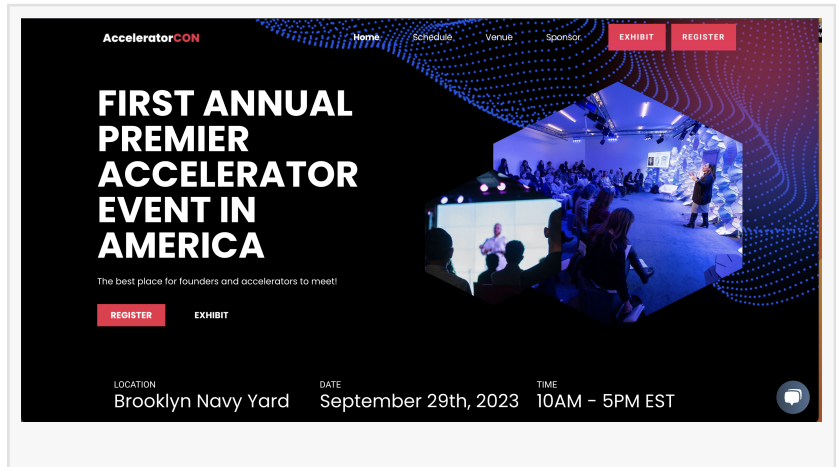 AcceleratorCON
Home Schedule Venue Sponsor EXHIBIT REGISTER
FIRST ANNUAL
PREMIER
ACCELERATOR
EVENT IN
AMERICA
The best place for founders and accelerators to meet!
REGISTER EXHIBIT
LOCATION
Brooklyn Navy Yard
DATE
September 29th, 2023
TIME
10AM - 5PM EST